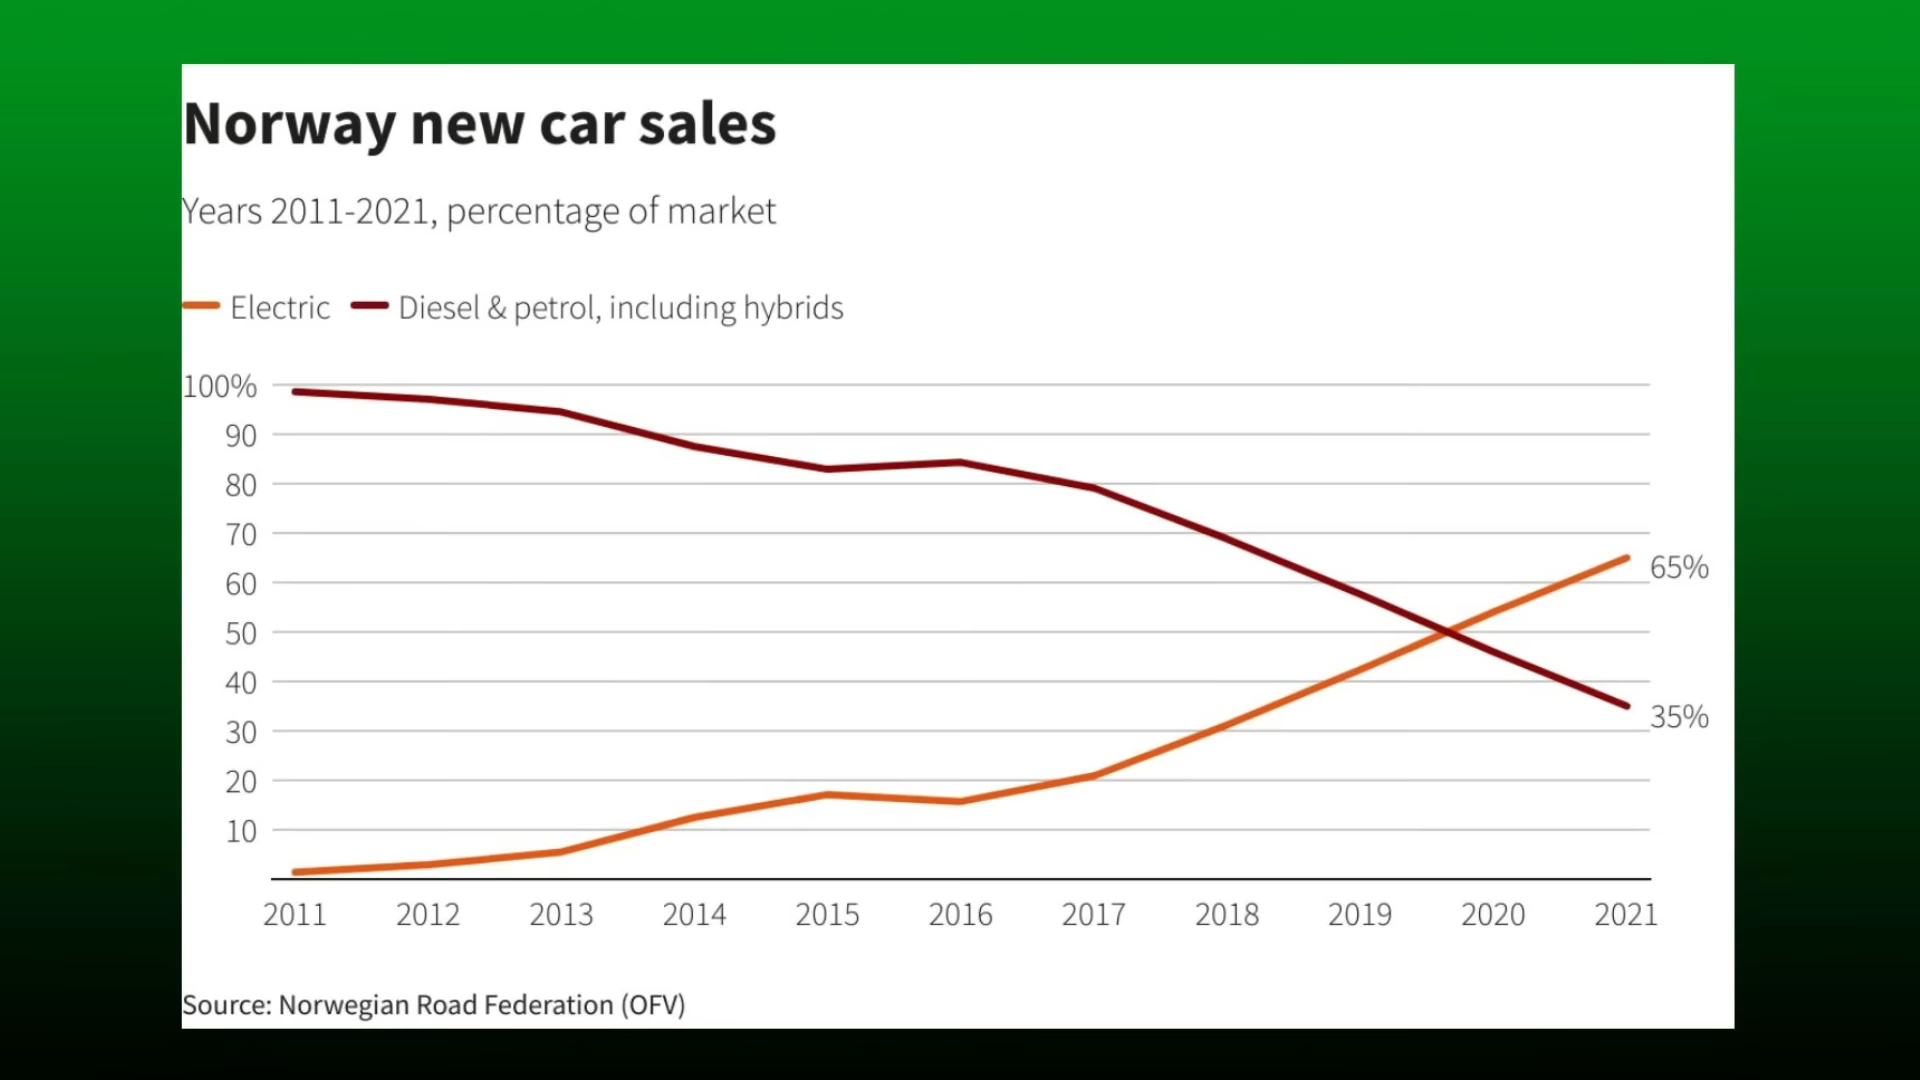 Norway new car sales
Years 2011-2021, percentage of market
Electric Diesel & petrol, including hybrids
100%
90
80
70
60
50
40
30
20
10
65%
35%
2011 2012 2013 2014 2015 2016 2017 2018 2019 2020 2021
Source: Norwegian Road Federation (OFV)